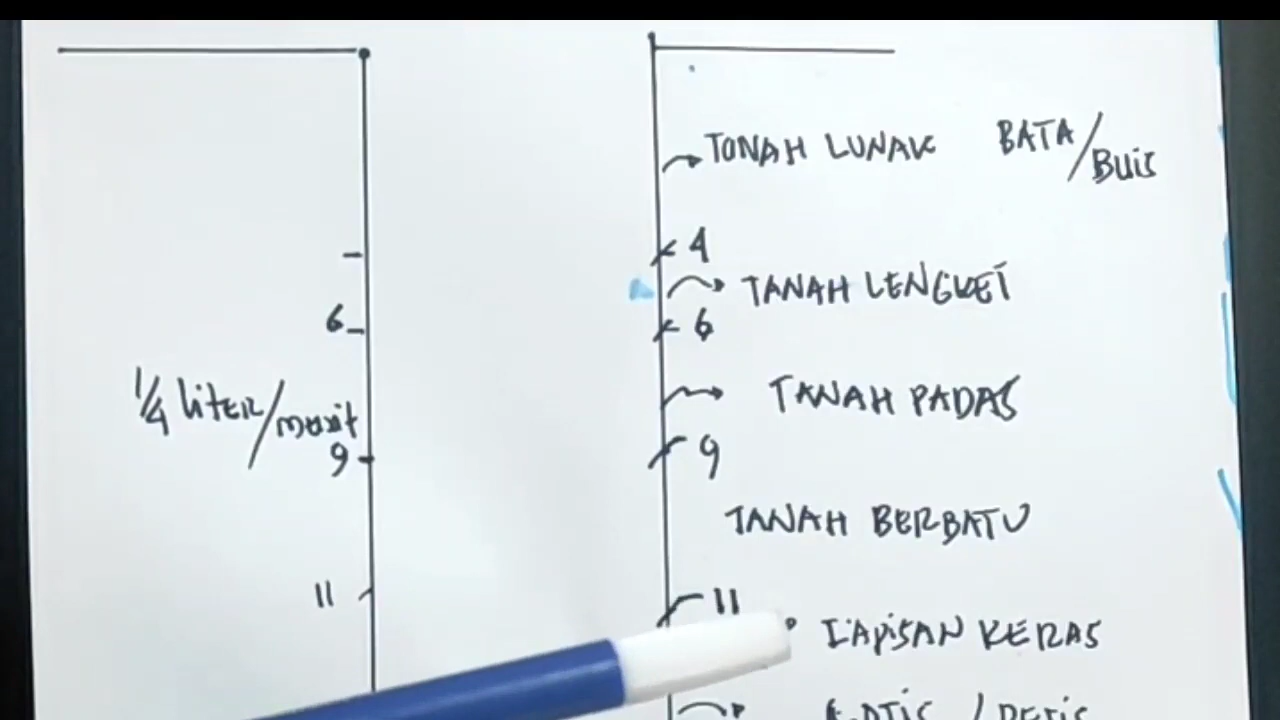 TONAH LUNAK BATA/BUIS
4
TANAH LENGKET
6 6
TANAH PADAS
1/4 LITER/menit
9 9
TANAH BERBATU
11 11
LAPISAN KERAS